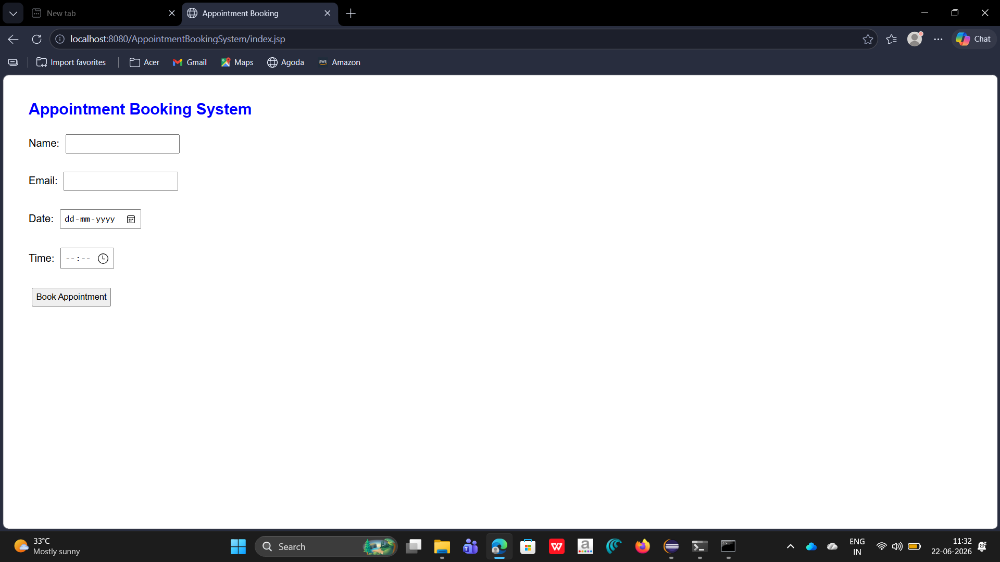 New tab
Appointment Booking
localhost:8080/AppointmentBookingSystem/index.jsp
Chat
Import favorites
Acer
Gmail
Maps
Agoda
aws Amazon
Appointment Booking System
Name:
Email:
Date: dd-mm-yyyy
Time: --:--
Book Appointment
33°C
Mostly sunny
Search
ENG
IN
11:32
22-06-2026